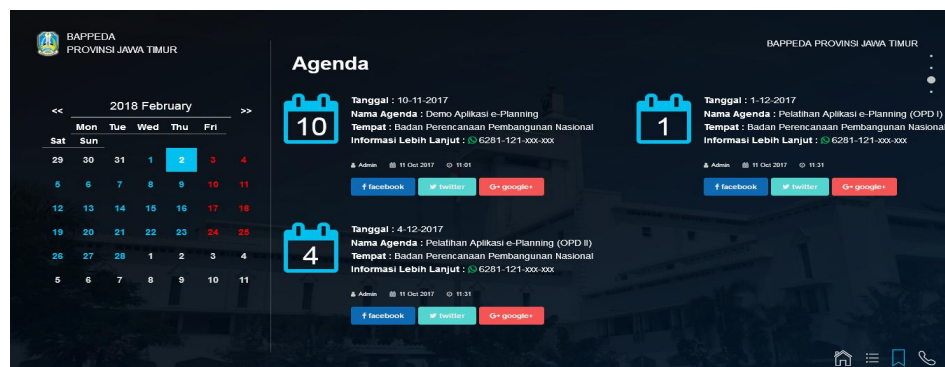 BAPPEDA
PROVINSI JAWA TIMUR
BAPPEDA PROVINSI JAWA TIMUR
Agenda
<< 2018 February >>
Mon Tue Wed Thu Fri
Sat Sun
29 30 31 1 2 3 4
5 6 7 8 9 10 11
12 13 14 15 16 17 18
19 20 21 22 23 24 25
26 27 28 1 2 3 4
5 6 7 8 9 10 11
10
Tanggal : 10-11-2017
Nama Agenda : Demo Aplikasi e-Planning
Tempat : Badan Perencanaan Pembangunan Nasional
Informasi Lebih Lanjut : 6281-121-xxx-xxx
Admin 11 Oct 2017 11:01
f facebook twitter G+ google+
1
Tanggal : 1-12-2017
Nama Agenda : Pelatihan Aplikasi e-Planning (OPD I)
Tempat : Badan Perencanaan Pembangunan Nasional
Informasi Lebih Lanjut : 6281-121-xxx-xxx
Admin 11 Oct 2017 11:31
f facebook twitter G+ google+
4
Tanggal : 4-12-2017
Nama Agenda : Pelatihan Aplikasi e-Planning (OPD II)
Tempat : Badan Perencanaan Pembangunan Nasional
Informasi Lebih Lanjut : 6281-121-xxx-xxx
Admin 11 Oct 2017 11:31
f facebook twitter G+ google+